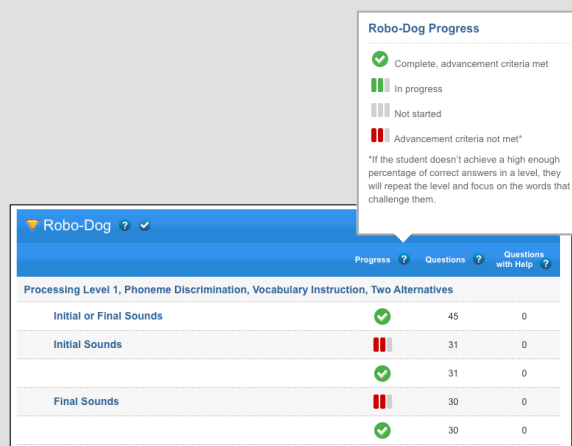 Robo-Dog Progress
Complete, advancement criteria met
In progress
Not started
Advancement criteria not met*
*If the student doesn't achieve a high enough
percentage of correct answers in a level, they
will repeat the level and focus on the words that
challenge them.
Robo-Dog ?
Progress ? Questions ? Questions
with Help ?
Processing Level 1, Phoneme Discrimination, Vocabulary Instruction, Two Alternatives
Initial or Final Sounds 45 0
Initial Sounds 31 0
31 0
Final Sounds 30 0
30 0